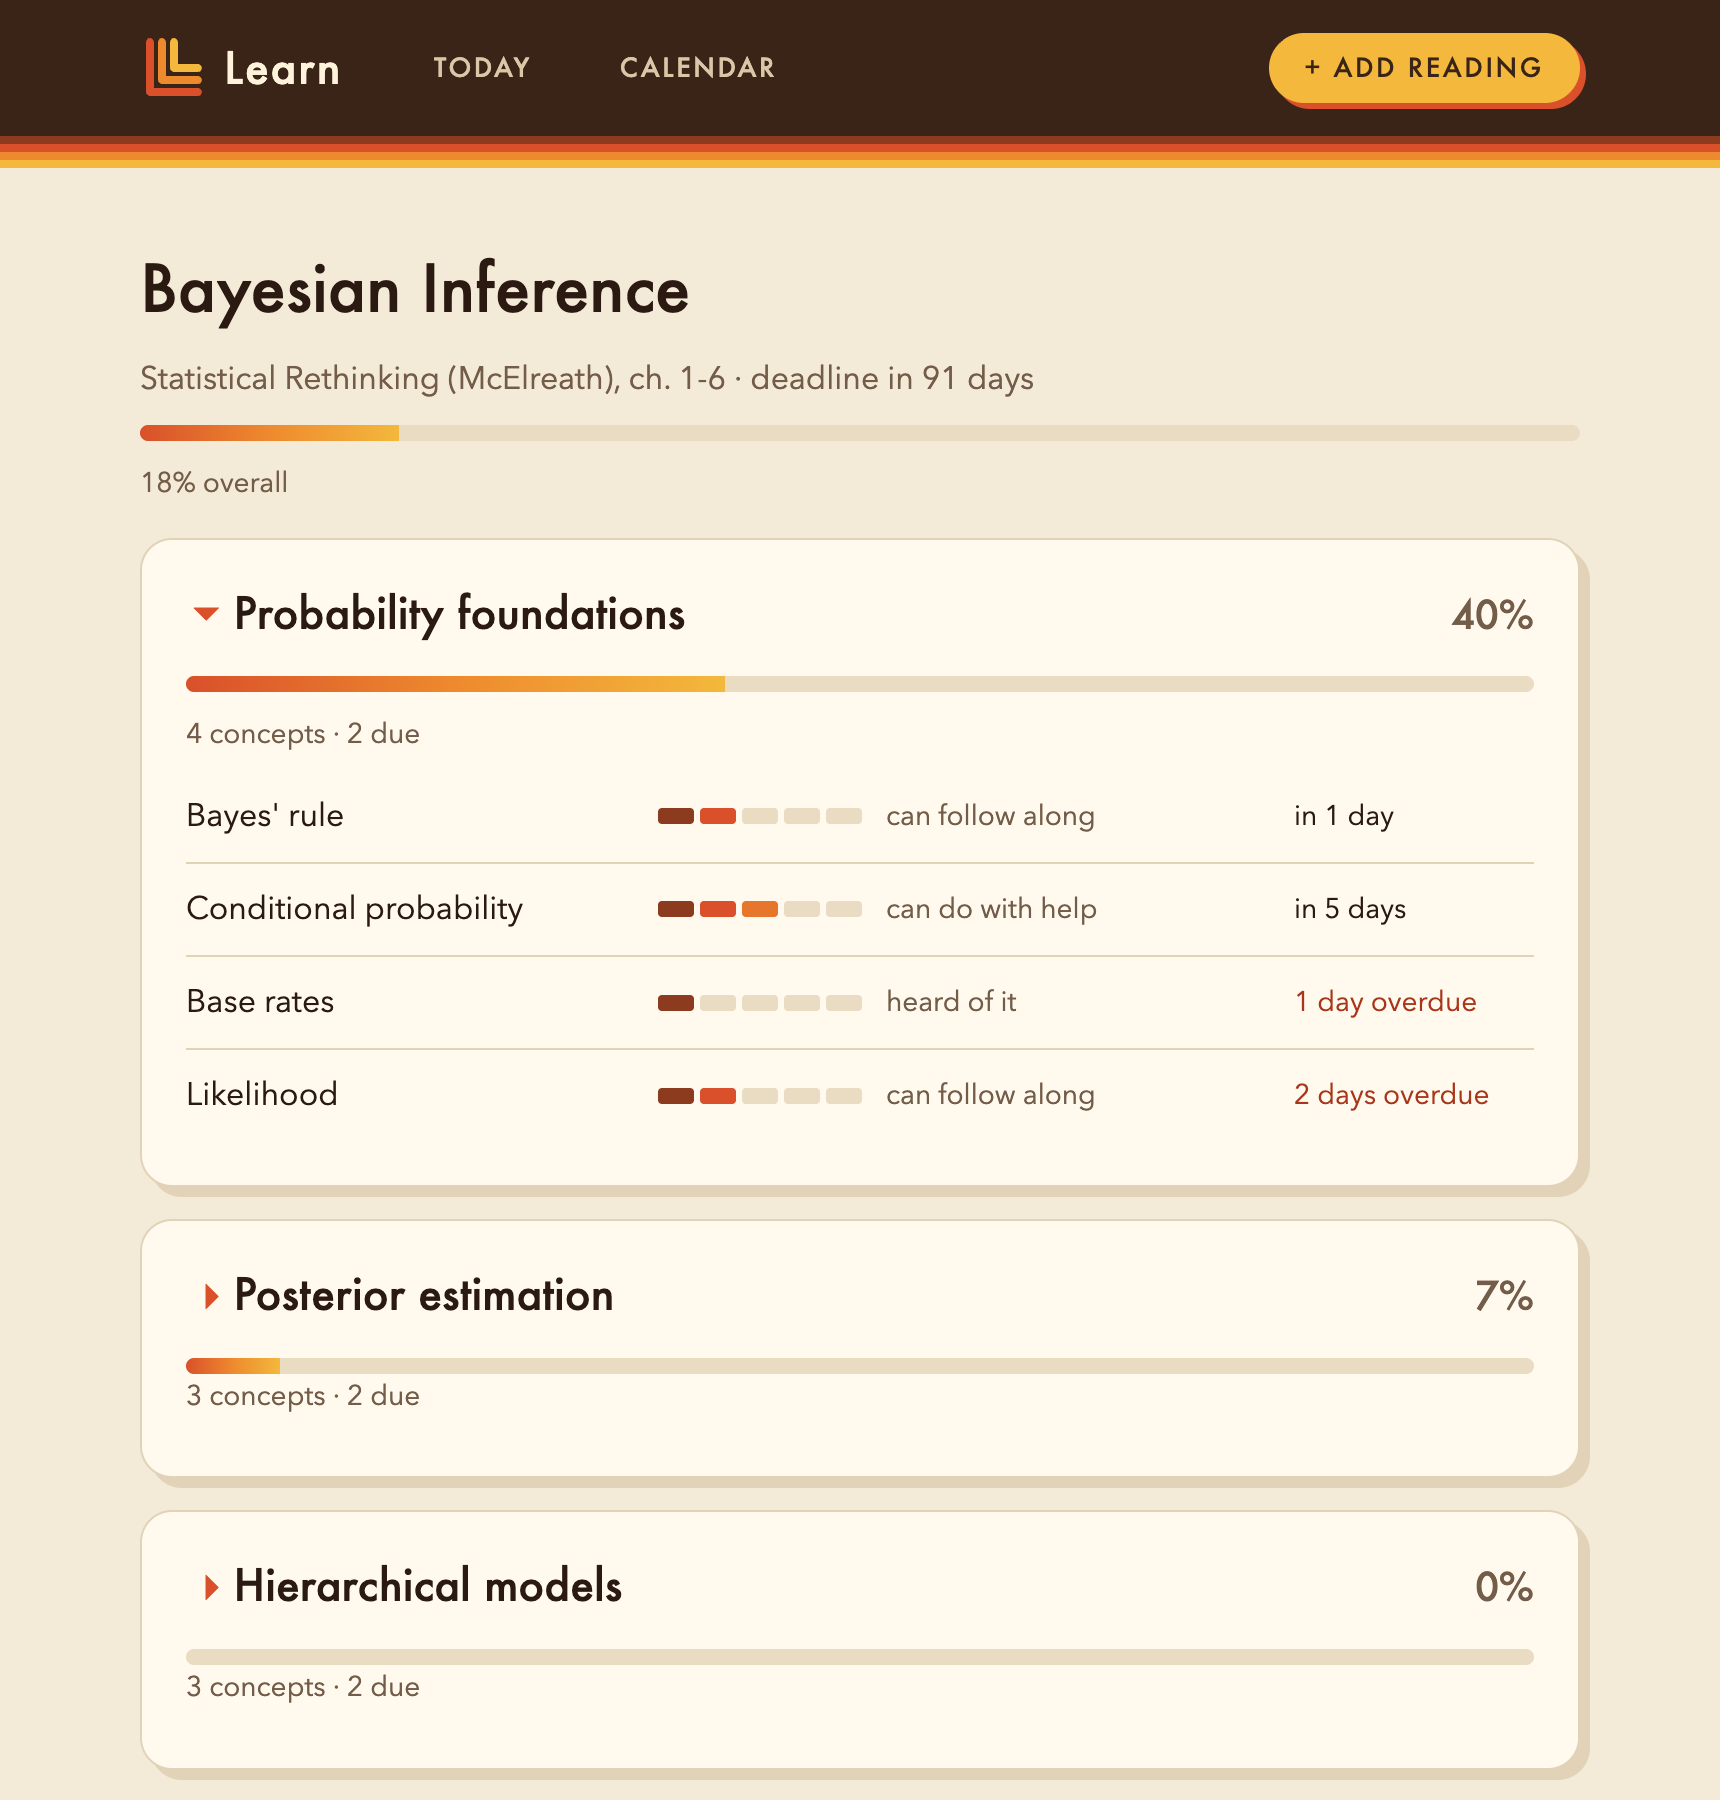 Learn TODAY CALENDAR + ADD READING
Bayesian Inference
Statistical Rethinking (McElreath), ch. 1-6 · deadline in 91 days
18% overall
Probability foundations 40%
4 concepts · 2 due
Bayes' rule can follow along in 1 day
Conditional probability can do with help in 5 days
Base rates heard of it 1 day overdue
Likelihood can follow along 2 days overdue
Posterior estimation 7%
3 concepts · 2 due
Hierarchical models 0%
3 concepts · 2 due